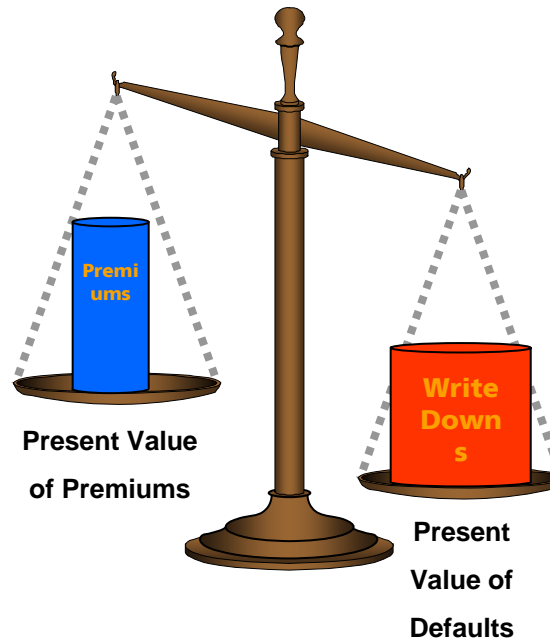 Premi
ums
Present Value
of Premiums
Write
Down
s
Present
Value of
Defaults